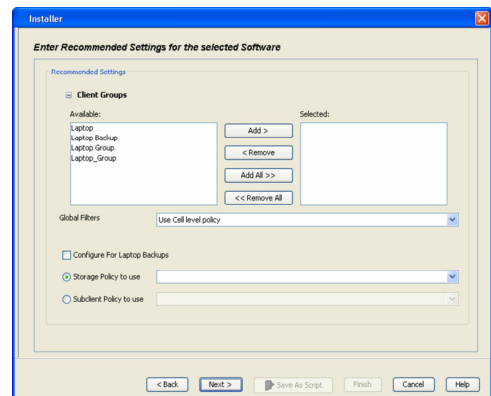 Installer
Enter Recommended Settings for the selected Software
Recommended Settings
Client Groups
Available:
Selected:
Laptop
Laptop Backup
Laptop Group
Laptop_Group
Add >
< Remove
Add All >>
<< Remove All
Global Filters
Use Cell level policy
Configure For Laptop Backups
Storage Policy to use
Subclient Policy to use
< Back
Next >
Save As Script
Finish
Cancel
Help